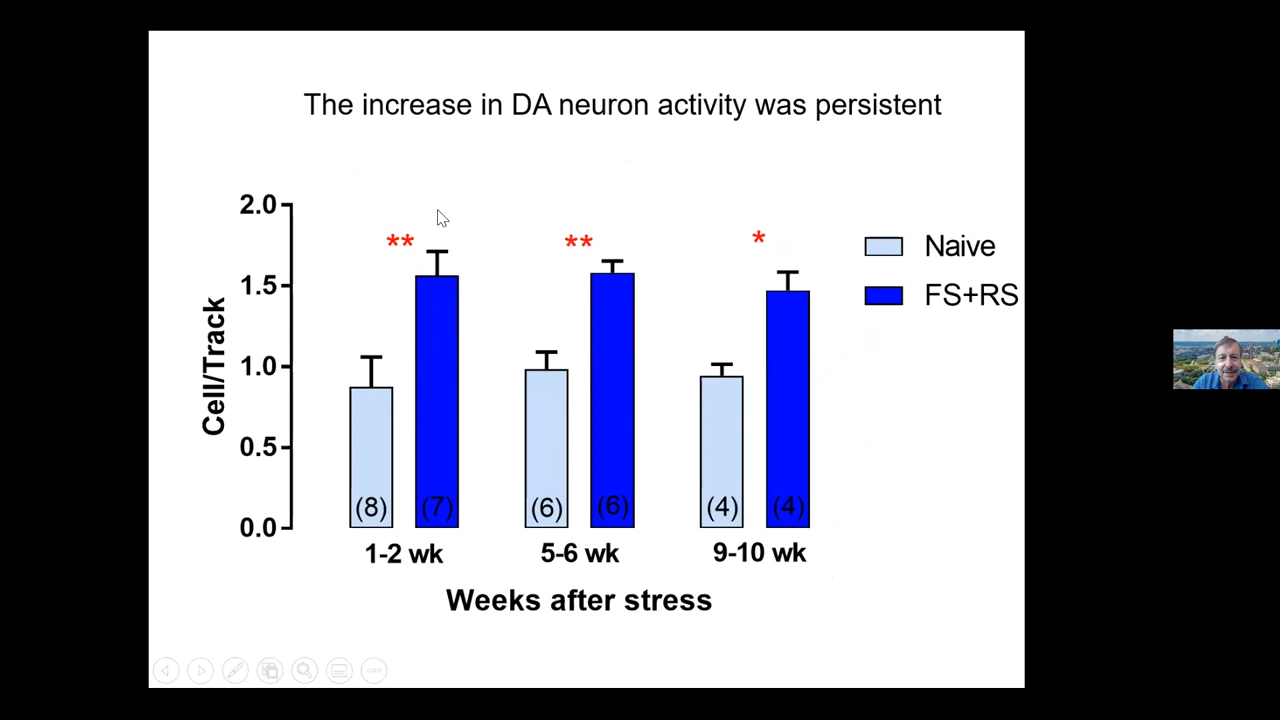 The increase in DA neuron activity was persistent
2.0
1.5
1.0
0.5
0.0
Cell/Track
** ** *
Naive
FS+RS
(8) (7) (6) (6) (4) (4)
1-2 wk 5-6 wk 9-10 wk
Weeks after stress